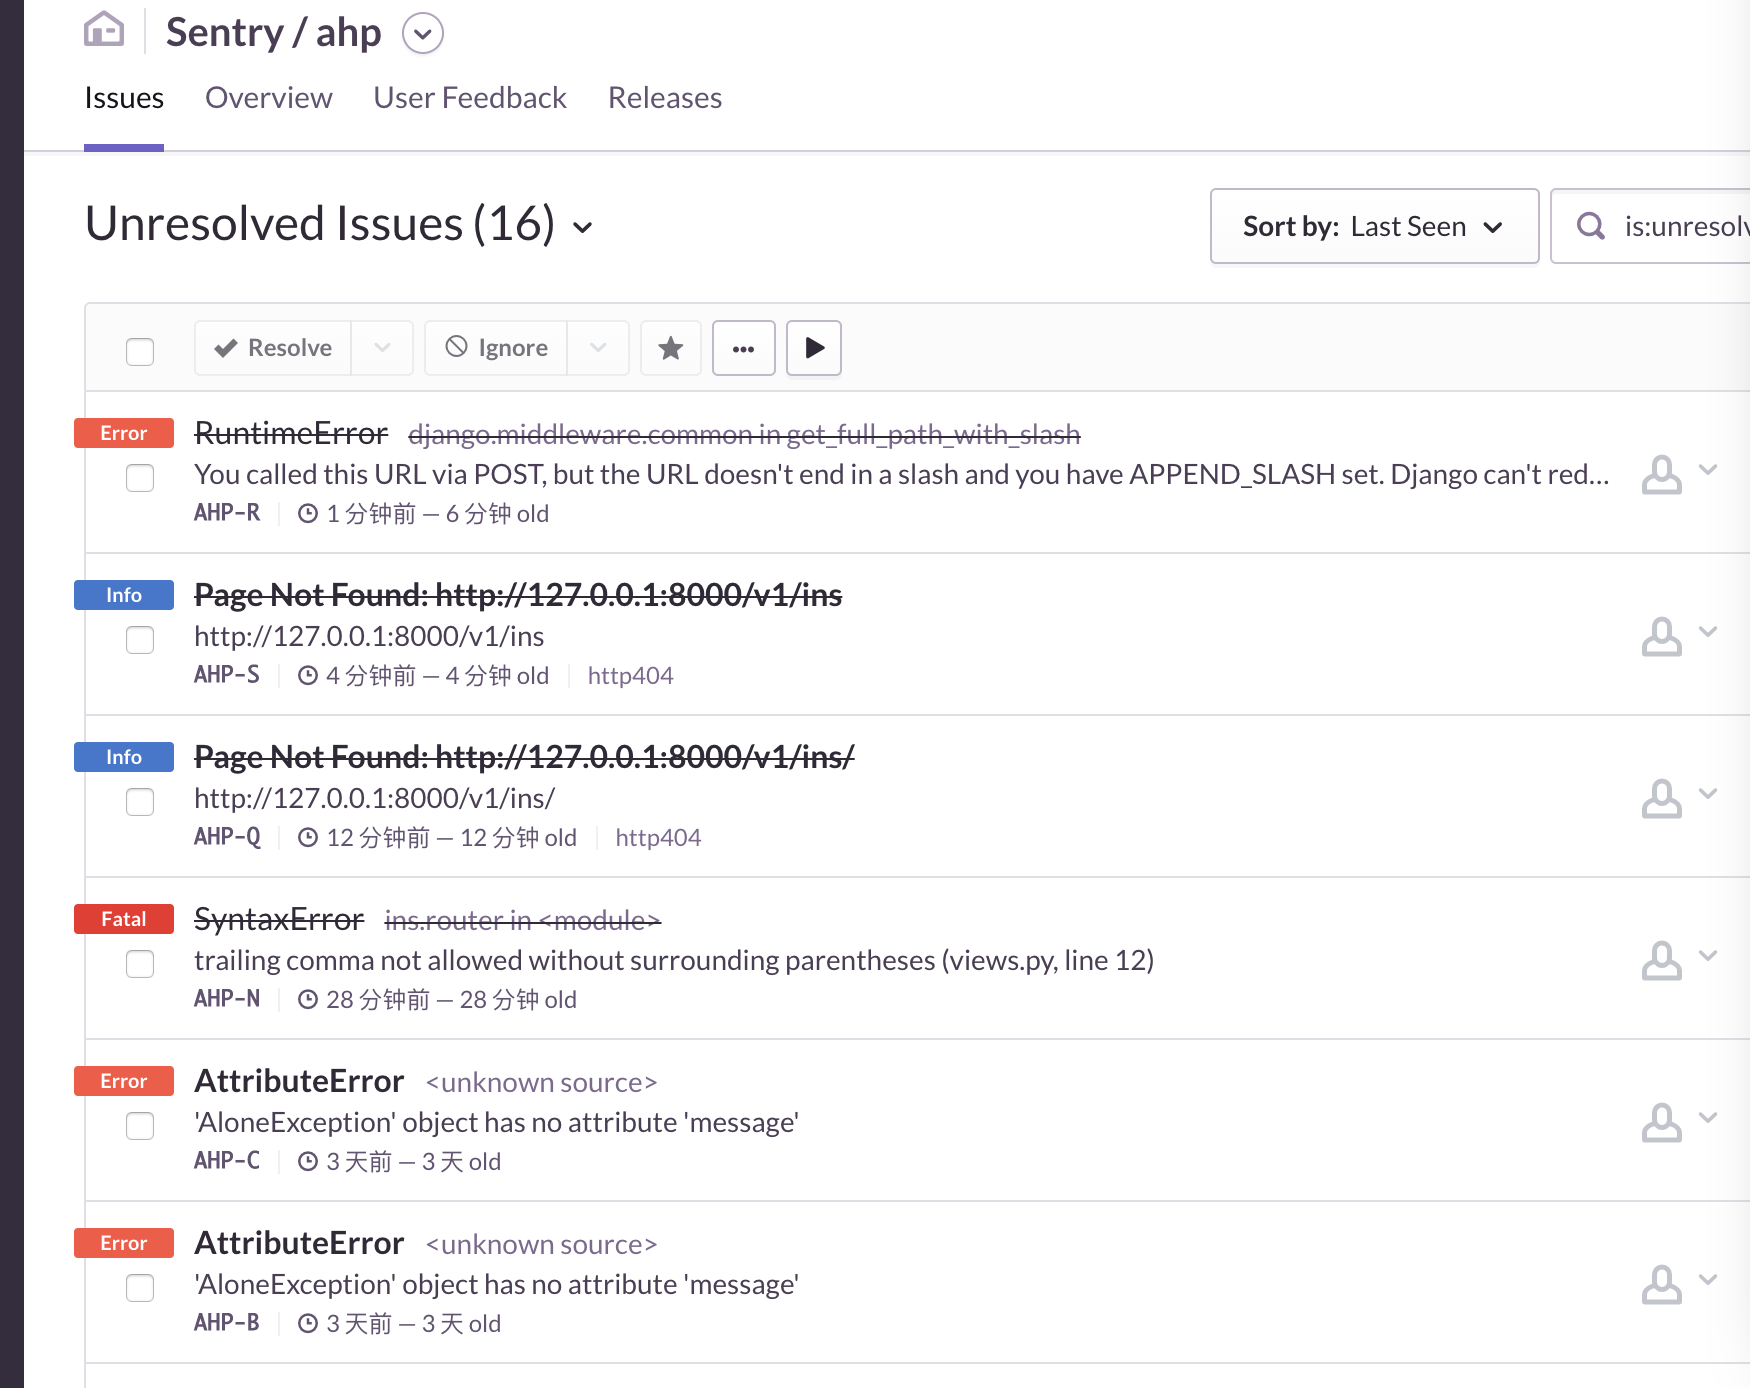 Sentry / ahp
Issues Overview User Feedback Releases
Unresolved Issues (16)
Sort by: Last Seen
is:unresolv
Resolve Ignore
Error RuntimeError django.middleware.common in get_full_path_with_slash
You called this URL via POST, but the URL doesn't end in a slash and you have APPEND_SLASH set. Django can't red...
AHP-R 1 分钟前 — 6 分钟 old
Info Page Not Found: http://127.0.0.1:8000/v1/ins
http://127.0.0.1:8000/v1/ins
AHP-S 4 分钟前 — 4 分钟 old http404
Info Page Not Found: http://127.0.0.1:8000/v1/ins/
http://127.0.0.1:8000/v1/ins/
AHP-Q 12 分钟前 — 12 分钟 old http404
Fatal SyntaxError ins.router in <module>
trailing comma not allowed without surrounding parentheses (views.py, line 12)
AHP-N 28 分钟前 — 28 分钟 old
Error AttributeError <unknown source>
'AloneException' object has no attribute 'message'
AHP-C 3 天前 — 3 天 old
Error AttributeError <unknown source>
'AloneException' object has no attribute 'message'
AHP-B 3 天前 — 3 天 old